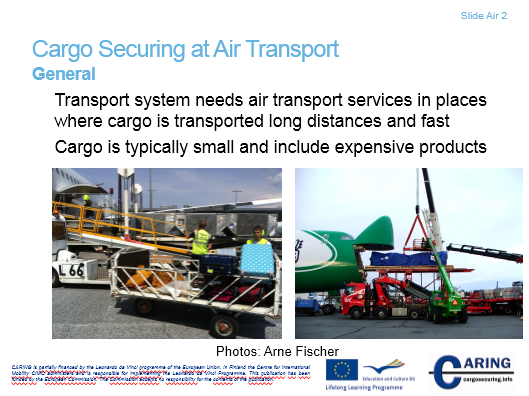 Slide Air 2
Cargo Securing at Air Transport
General
Transport system needs air transport services in places
where cargo is transported long distances and fast
Cargo is typically small and include expensive products
L 66
Photos: Arne Fischer
CARING is partially financed by the Leonardo da Vinci programme of the European Union. In Finland the Centre for International
Mobility CIMO administers and is responsible for implementing the Leonardo da Vinci Programme. This publication has been
funded by the European Commission. The Commission accepts no responsibility for the contents of the publication.
Education and Culture DG
Lifelong Learning Programme
CARING
cargosecuring.info